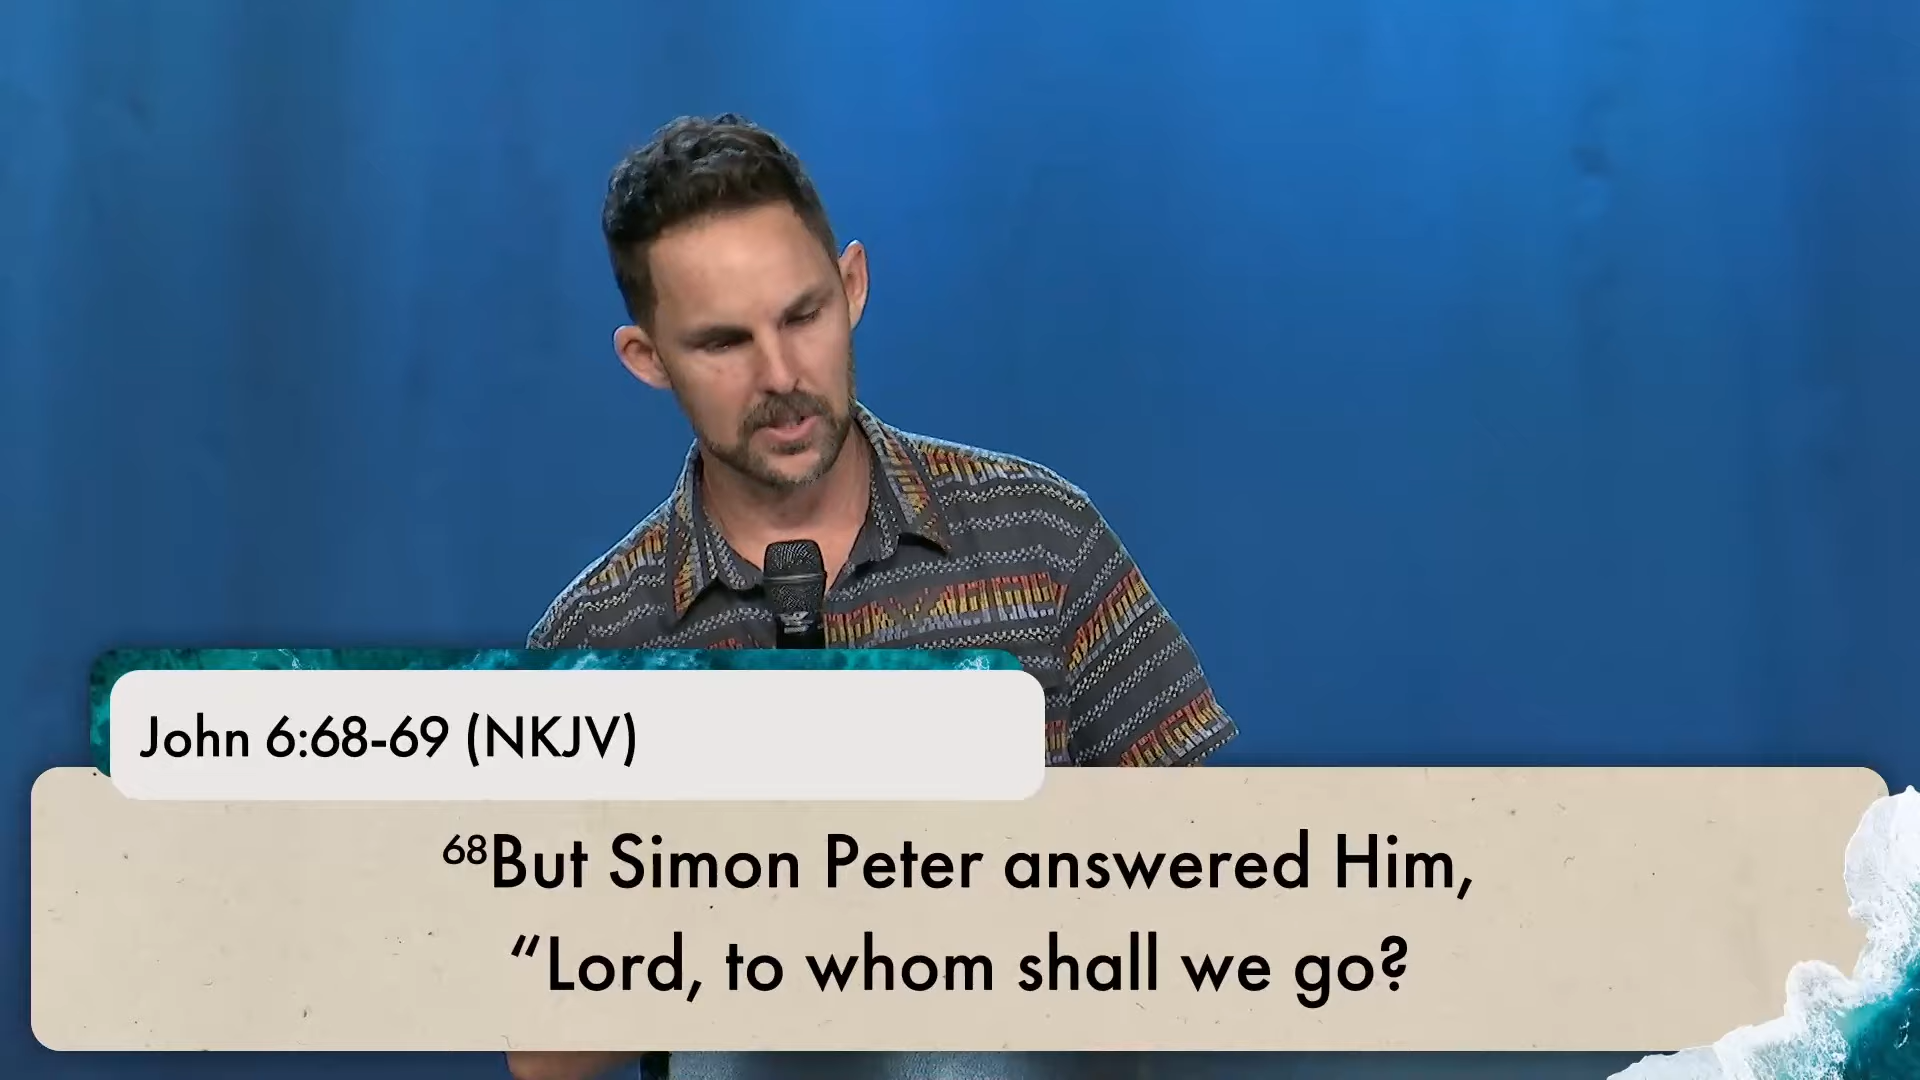 John 6:68-69 (NKJV)
⁶⁸But Simon Peter answered Him,
“Lord, to whom shall we go?